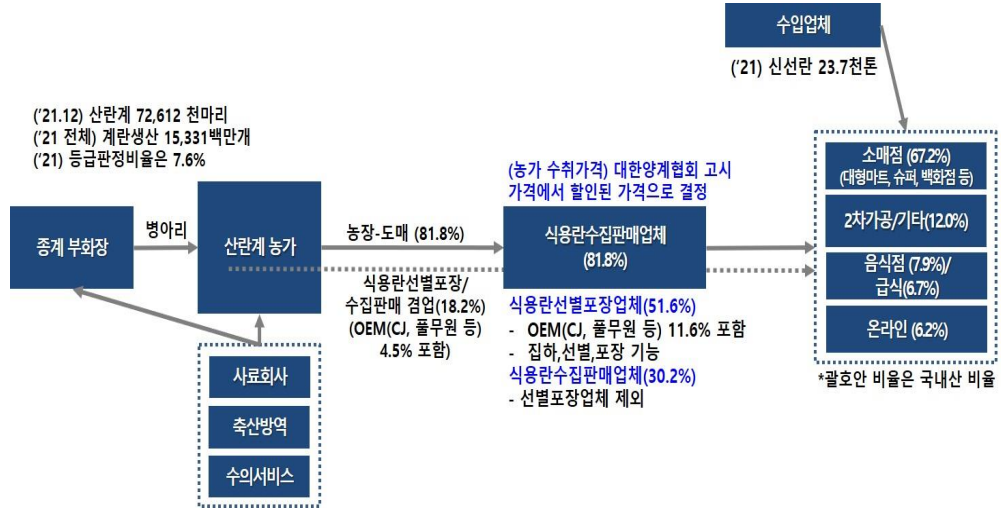 수입업체
('21) 신선란 23.7천톤
('21.12) 산란계 72,612 천마리
('21 전체) 계란생산 15,331백만개
('21) 등급판정비율은 7.6%
(농가 수취가격) 대한양계협회 고시
가격에서 할인된 가격으로 결정
종계 부화장
병아리
산란계 농가
농장-도매 (81.8%)
식용란선별포장/
수집판매 겸업(18.2%)
(OEM(CJ, 풀무원 등)
4.5% 포함)
식용란수집판매업체
(81.8%)
식용란선별포장업체(51.6%)
- OEM(CJ, 풀무원 등) 11.6% 포함
- 집하,선별,포장 기능
식용란수집판매업체(30.2%)
- 선별포장업체 제외
소매점 (67.2%)
(대형마트, 슈퍼, 백화점 등)
2차가공/기타(12.0%)
음식점 (7.9%)/
급식(6.7%)
온라인 (6.2%)
*괄호안 비율은 국내산 비율
사료회사
축산방역
수의서비스